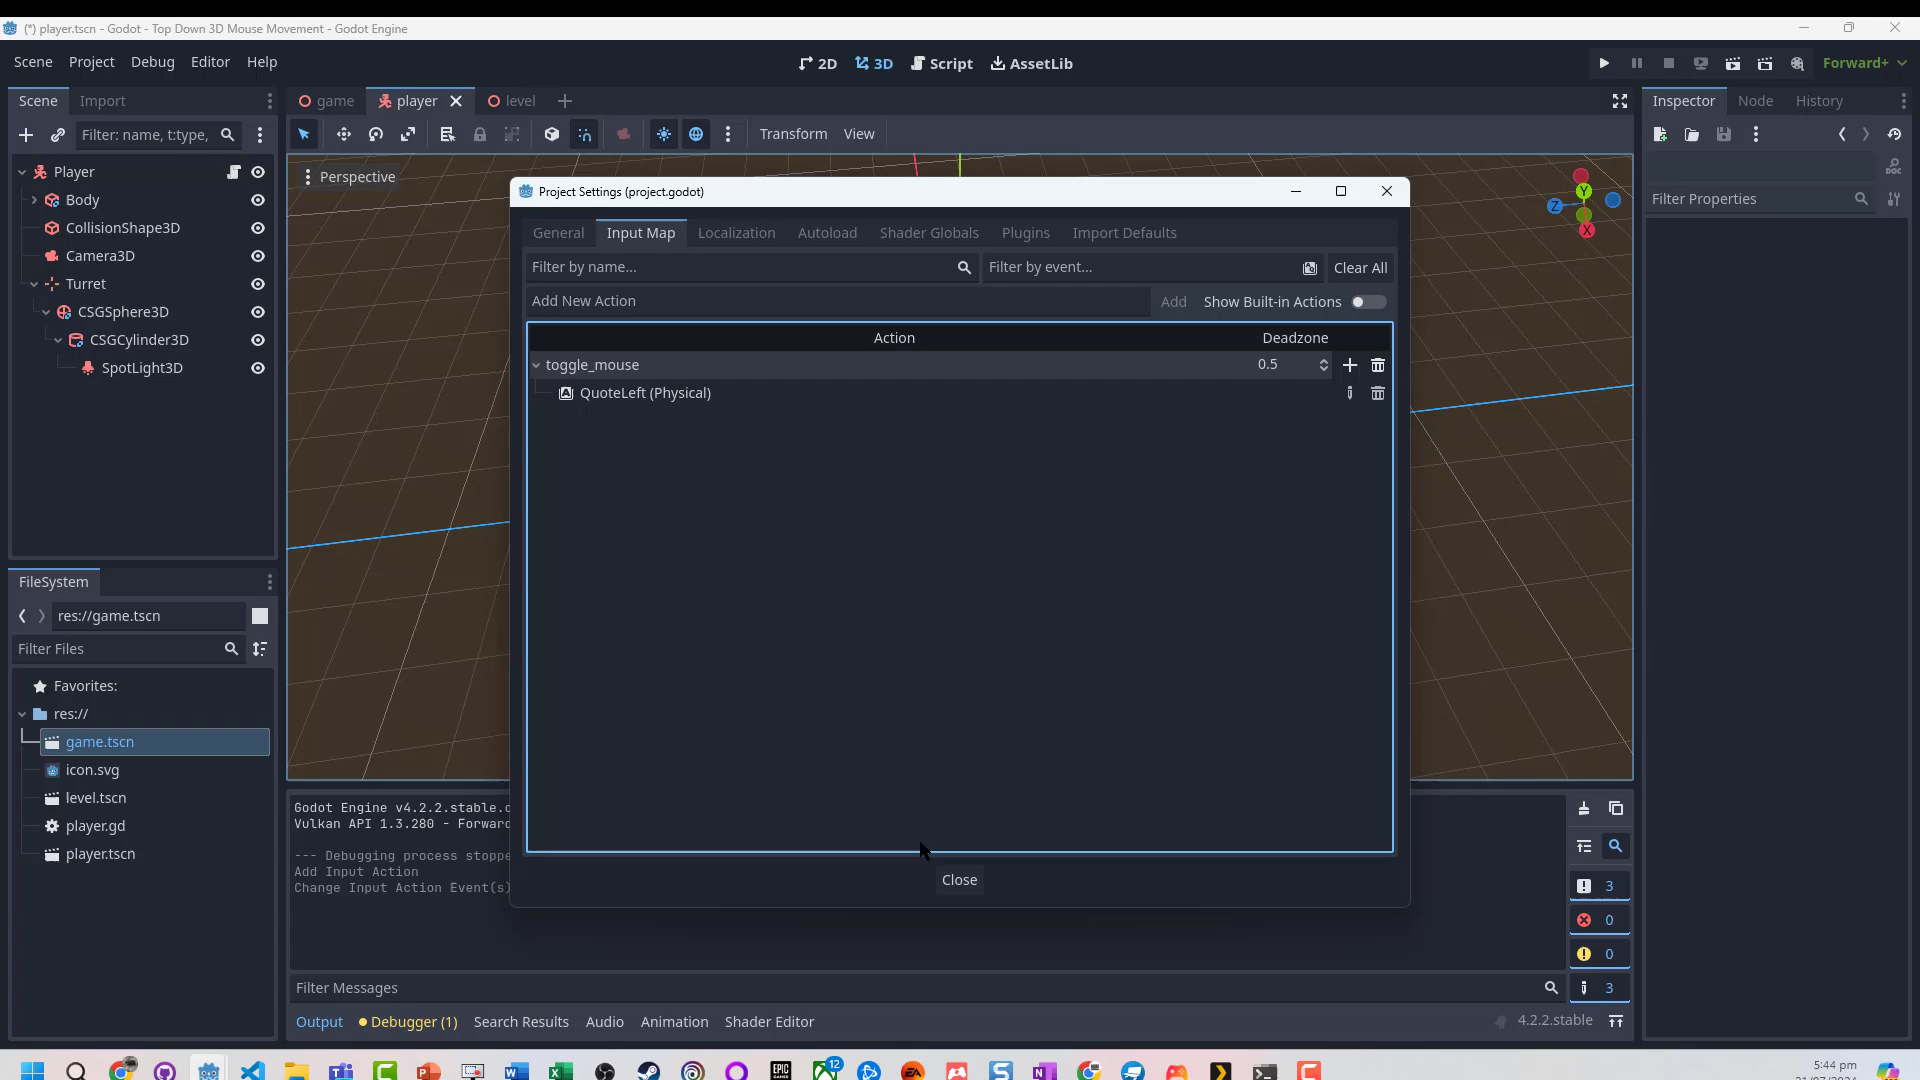 (*) player.tscn - Godot - Top Down 3D Mouse Movement - Godot Engine
Scene Project Debug Editor Help
2D 3D Script AssetLib
Forward+
Scene Import
game player level
Inspector Node History
Filter: name, t:type,
Transform View
Player
Body
CollisionShape3D
Camera3D
Turret
CSGSphere3D
CSGCylinder3D
SpotLight3D
Perspective
Y
Z
X
DOC
Filter Properties
Project Settings (project.godot)
General Input Map Localization Autoload Shader Globals Plugins Import Defaults
Filter by name... Filter by event... Clear All
Add New Action Add Show Built-in Actions
Action Deadzone
toggle_mouse 0.5
QuoteLeft (Physical)
Close
FileSystem
res://game.tscn
Filter Files
Favorites:
res://
game.tscn
icon.svg
level.tscn
player.gd
player.tscn
Godot Engine v4.2.2.stable.
Vulkan API 1.3.280 - Forward
--- Debugging process stoppe
Add Input Action
Change Input Action Event(s)
3
0
0
3
Filter Messages
Output Debugger (1) Search Results Audio Animation Shader Editor
4.2.2.stable
12
EPIC
GAMES
5:44 pm